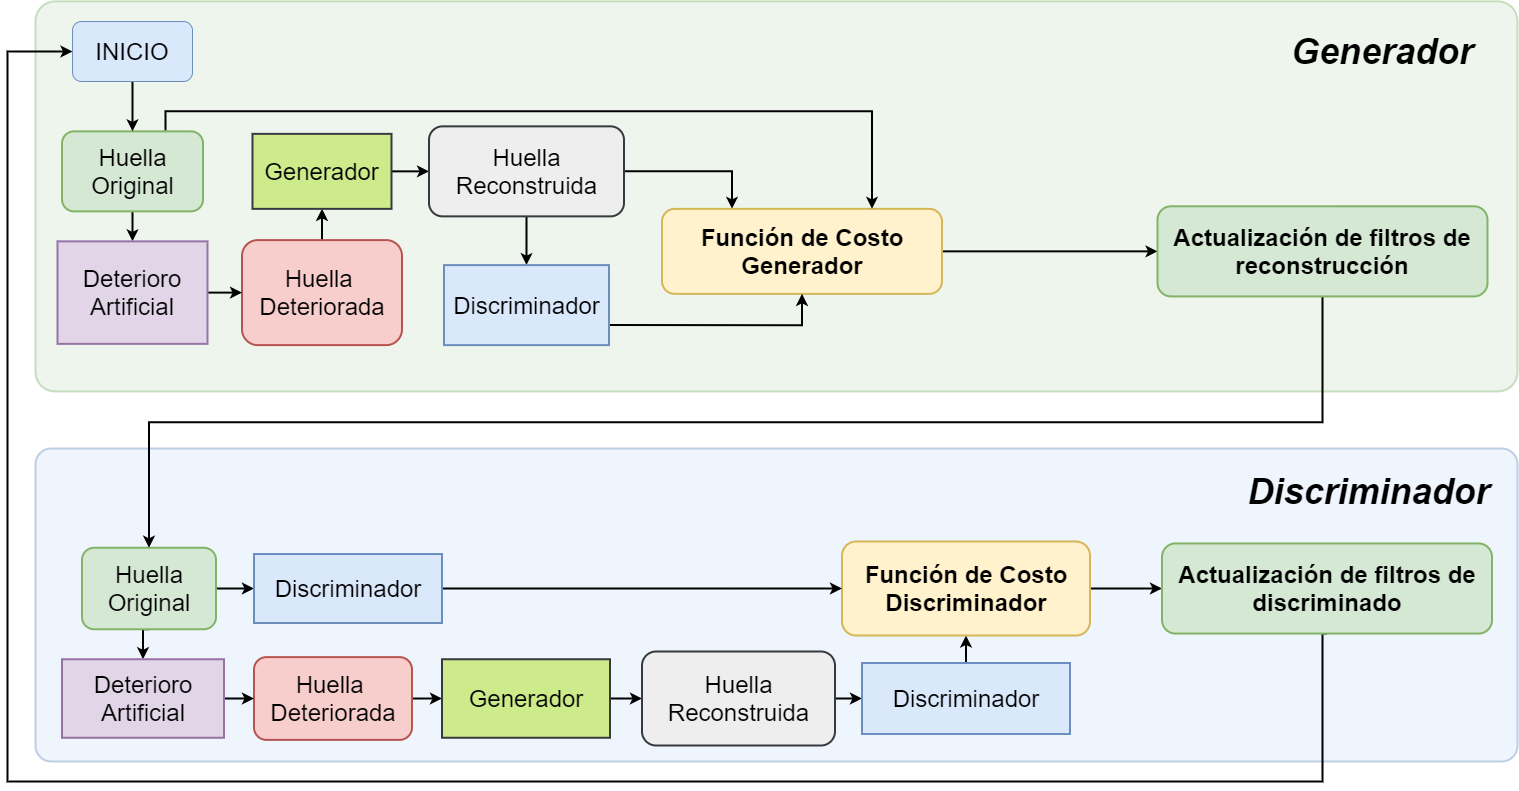 INICIO
Generador
Huella
Original
Generador
Huella
Reconstruida
Deterioro
Artificial
Huella
Deteriorada
Discriminador
Función de Costo
Generador
Actualización de filtros de
reconstrucción
Discriminador
Huella
Original
Discriminador
Función de Costo
Discriminador
Actualización de filtros de
discriminado
Deterioro
Artificial
Huella
Deteriorada
Generador
Huella
Reconstruida
Discriminador